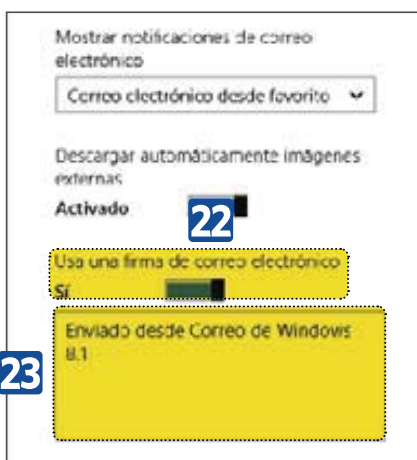 Mostrar notificaciones de correo
electrónico
Correo electrónico desde favorito
Descargar automáticamente imágenes
externas
Activado
22
Usa una firma de correo electrónico
Sí
Enviado desde Correo de Windows
8.1
23